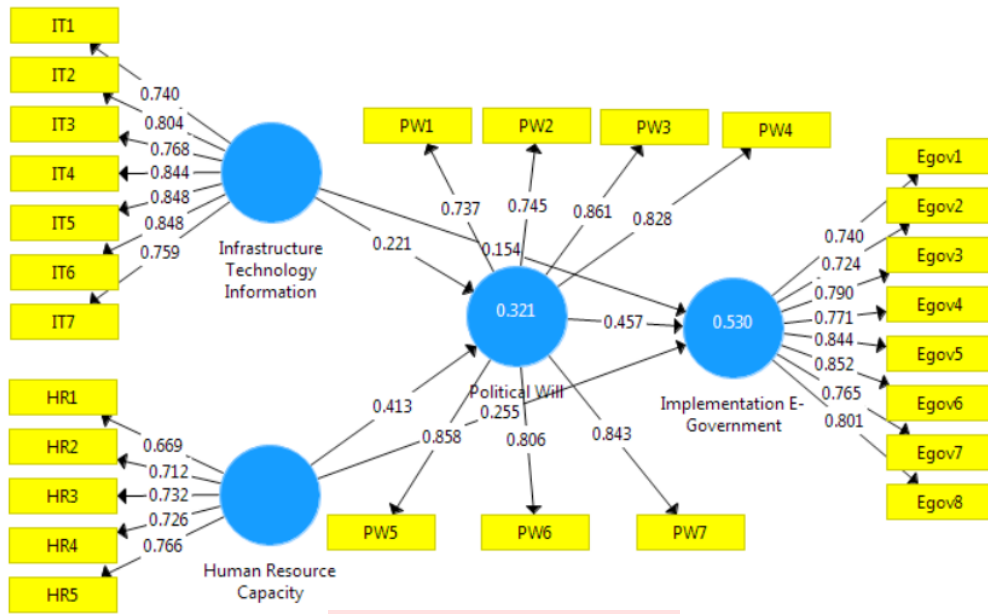 IT1
IT2
IT3
IT4
IT5
IT6
IT7
0.740
0.804
0.768
0.844
0.848
0.848
0.759
Infrastructure
Technology
Information
0.221
0.154
PW1
PW2
PW3
PW4
0.737
0.745
0.861
0.828
0.321
Political Will
0.457
0.530
Implementation E-
Government
Egov1
Egov2
Egov3
Egov4
Egov5
Egov6
Egov7
Egov8
0.740
0.724
0.790
0.771
0.844
0.852
0.765
0.801
HR1
HR2
HR3
HR4
HR5
0.669
0.712
0.732
0.726
0.766
Human Resource
Capacity
0.413
0.255
0.858
0.806
0.843
PW5
PW6
PW7